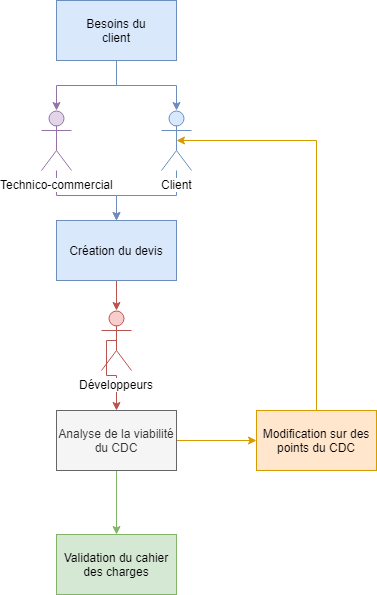 Besoins du
client
Technico-commercial
Client
Création du devis
Développeurs
Analyse de la viabilité
du CDC
Modification sur des
points du CDC
Validation du cahier
des charges